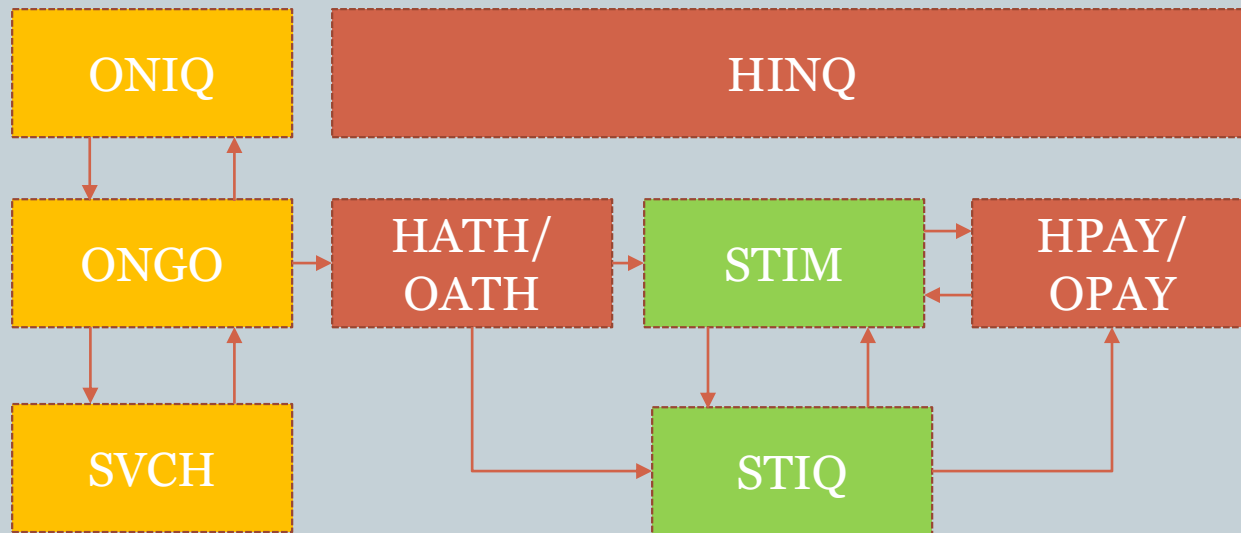 ONIQ
HINQ
ONGO
HATH/
OATH
STIM
HPAY/
OPAY
SVCH
STIQ